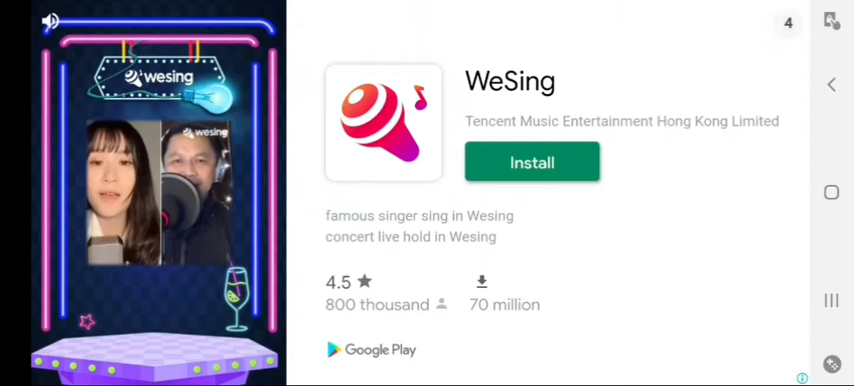 wesing
wesing
4
WeSing
Tencent Music Entertainment Hong Kong Limited
Install
famous singer sing in Wesing
concert live hold in Wesing
4.5 ★
800 thousand
70 million
Google Play